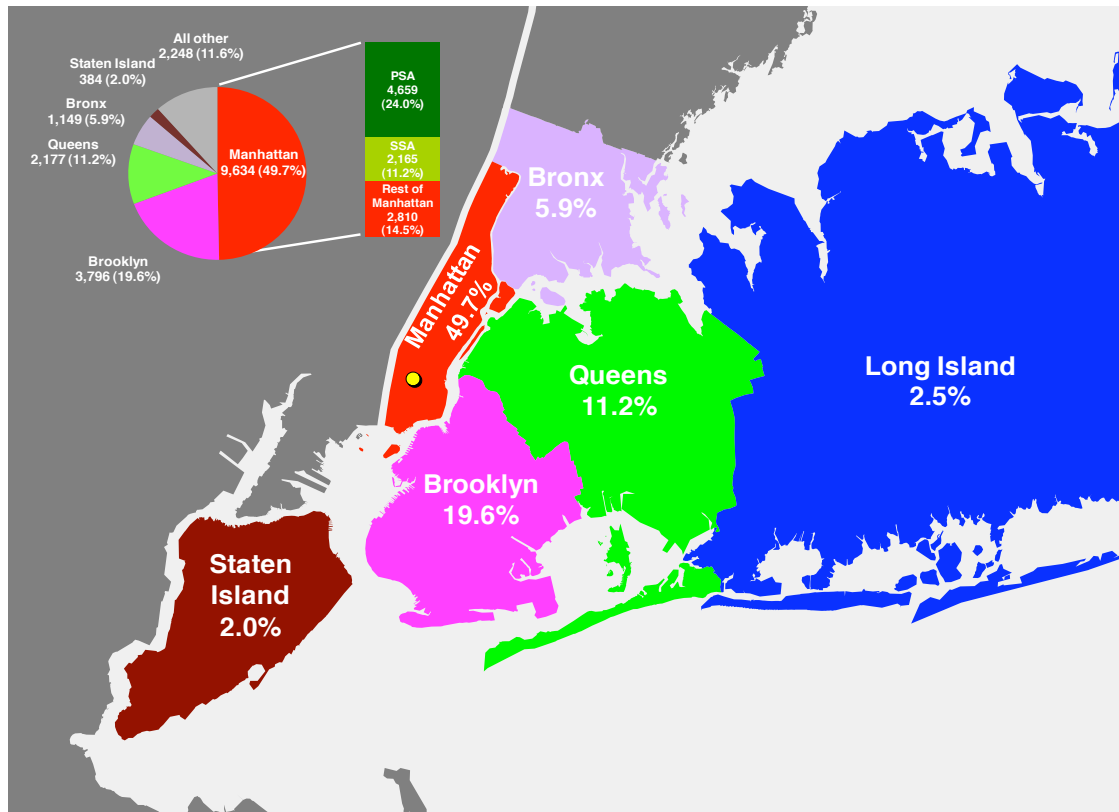 All other
2,248 (11.6%)
Staten Island
384 (2.0%)
Bronx
1,149 (5.9%)
Queens
2,177 (11.2%)
Manhattan
9,634 (49.7%)
Brooklyn
3,796 (19.6%)
PSA
4,659
(24.0%)
SSA
2,165
(11.2%)
Rest of
Manhattan
2,810
(14.5%)
Bronx
5.9%
Manhattan
49.7%
Queens
11.2%
Long Island
2.5%
Brooklyn
19.6%
Staten
Island
2.0%